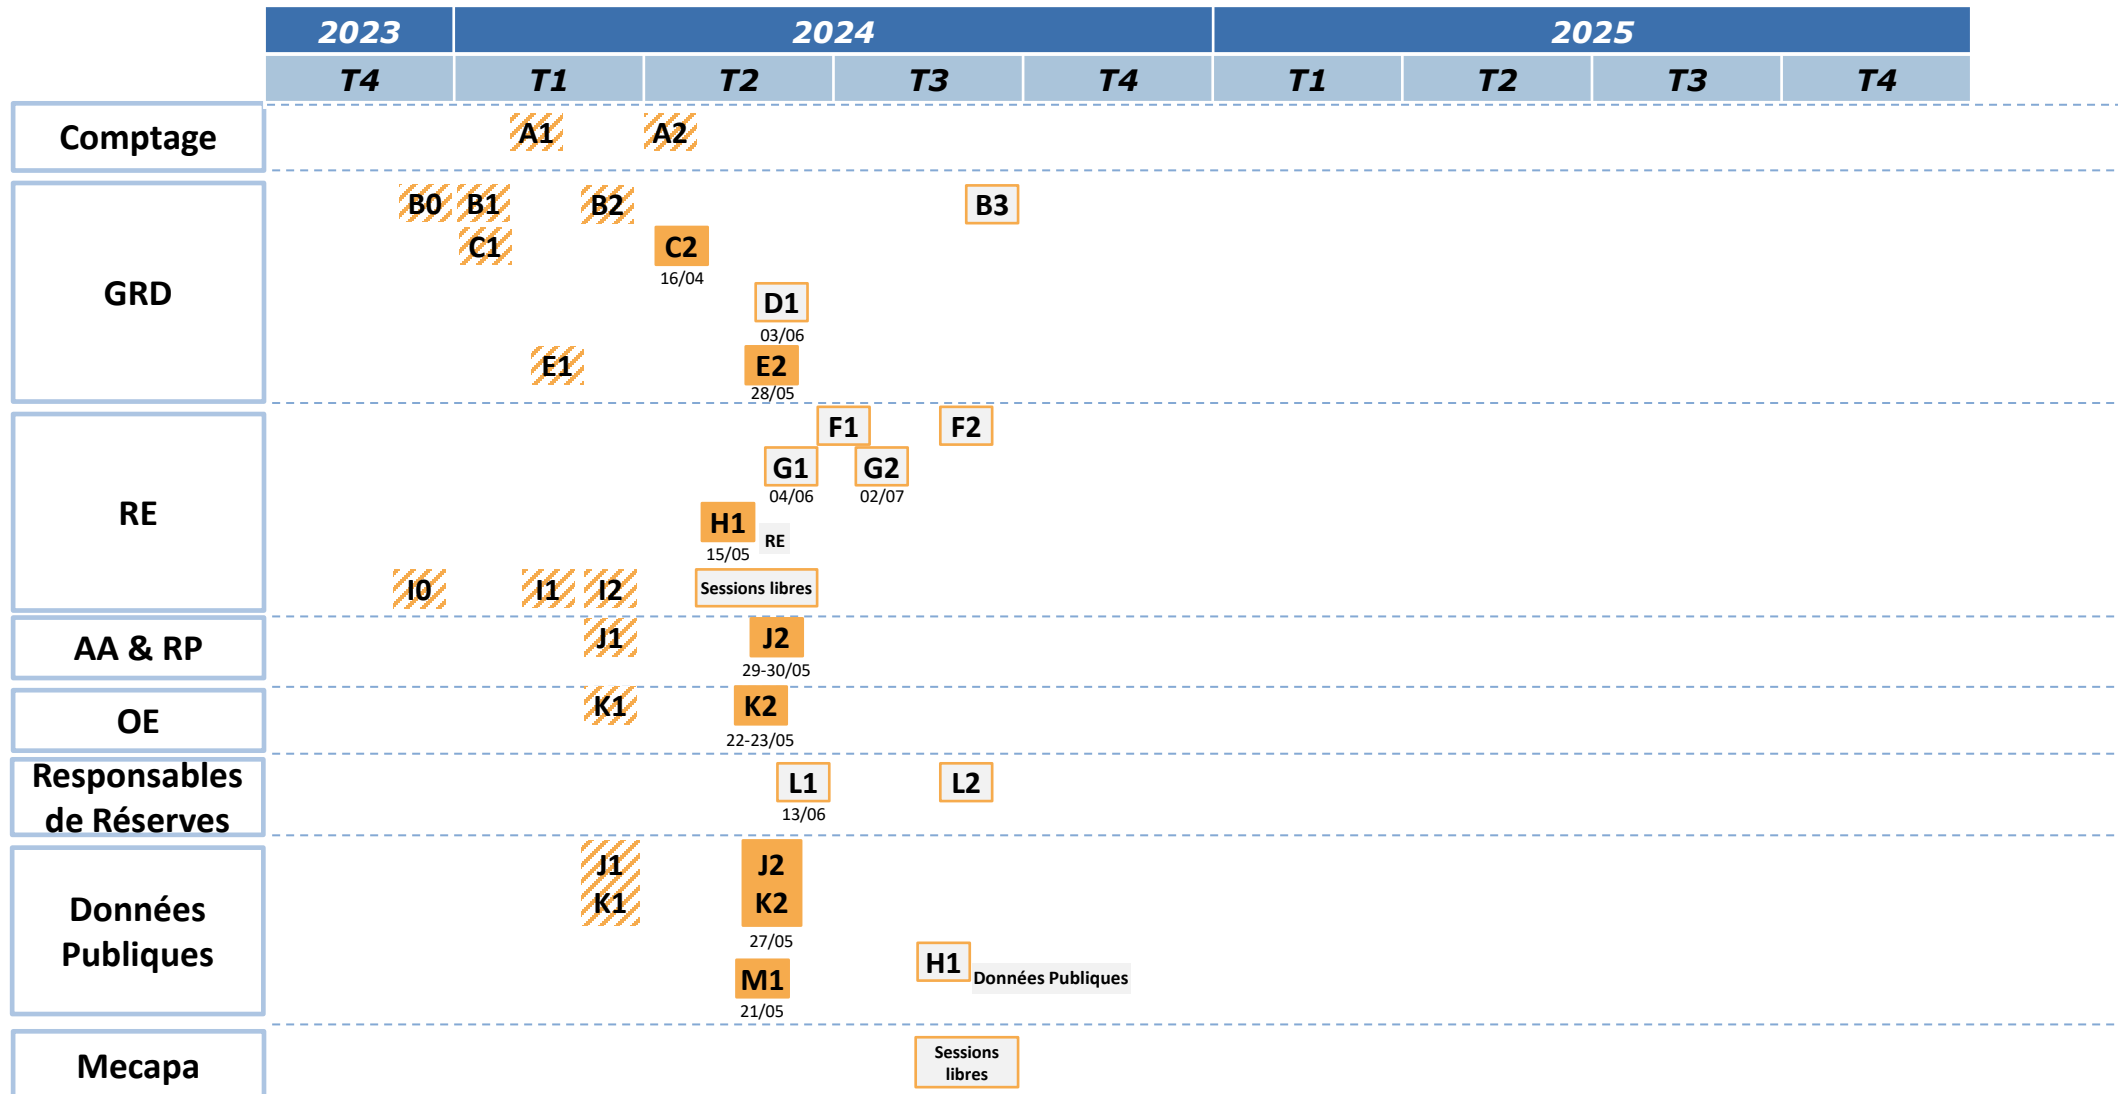 2023 2024 2025
T4 T1 T2 T3 T4 T1 T2 T3 T4
Comptage
A1 A2
GRD
B0 B1 B2 B3
C1 C2
16/04
D1
03/06
E1 E2
28/05
RE
F1 F2
G1 G2
04/06 02/07
H1
15/05
RE
I0 I1 I2 Sessions libres
AA & RP
J1 J2
29-30/05
OE
K1 K2
22-23/05
Responsables
de Réserves
L1 L2
13/06
Données
Publiques
J1 J2
K1 K2
27/05
H1
Données Publiques
M1
21/05
Mecapa
Sessions
libres